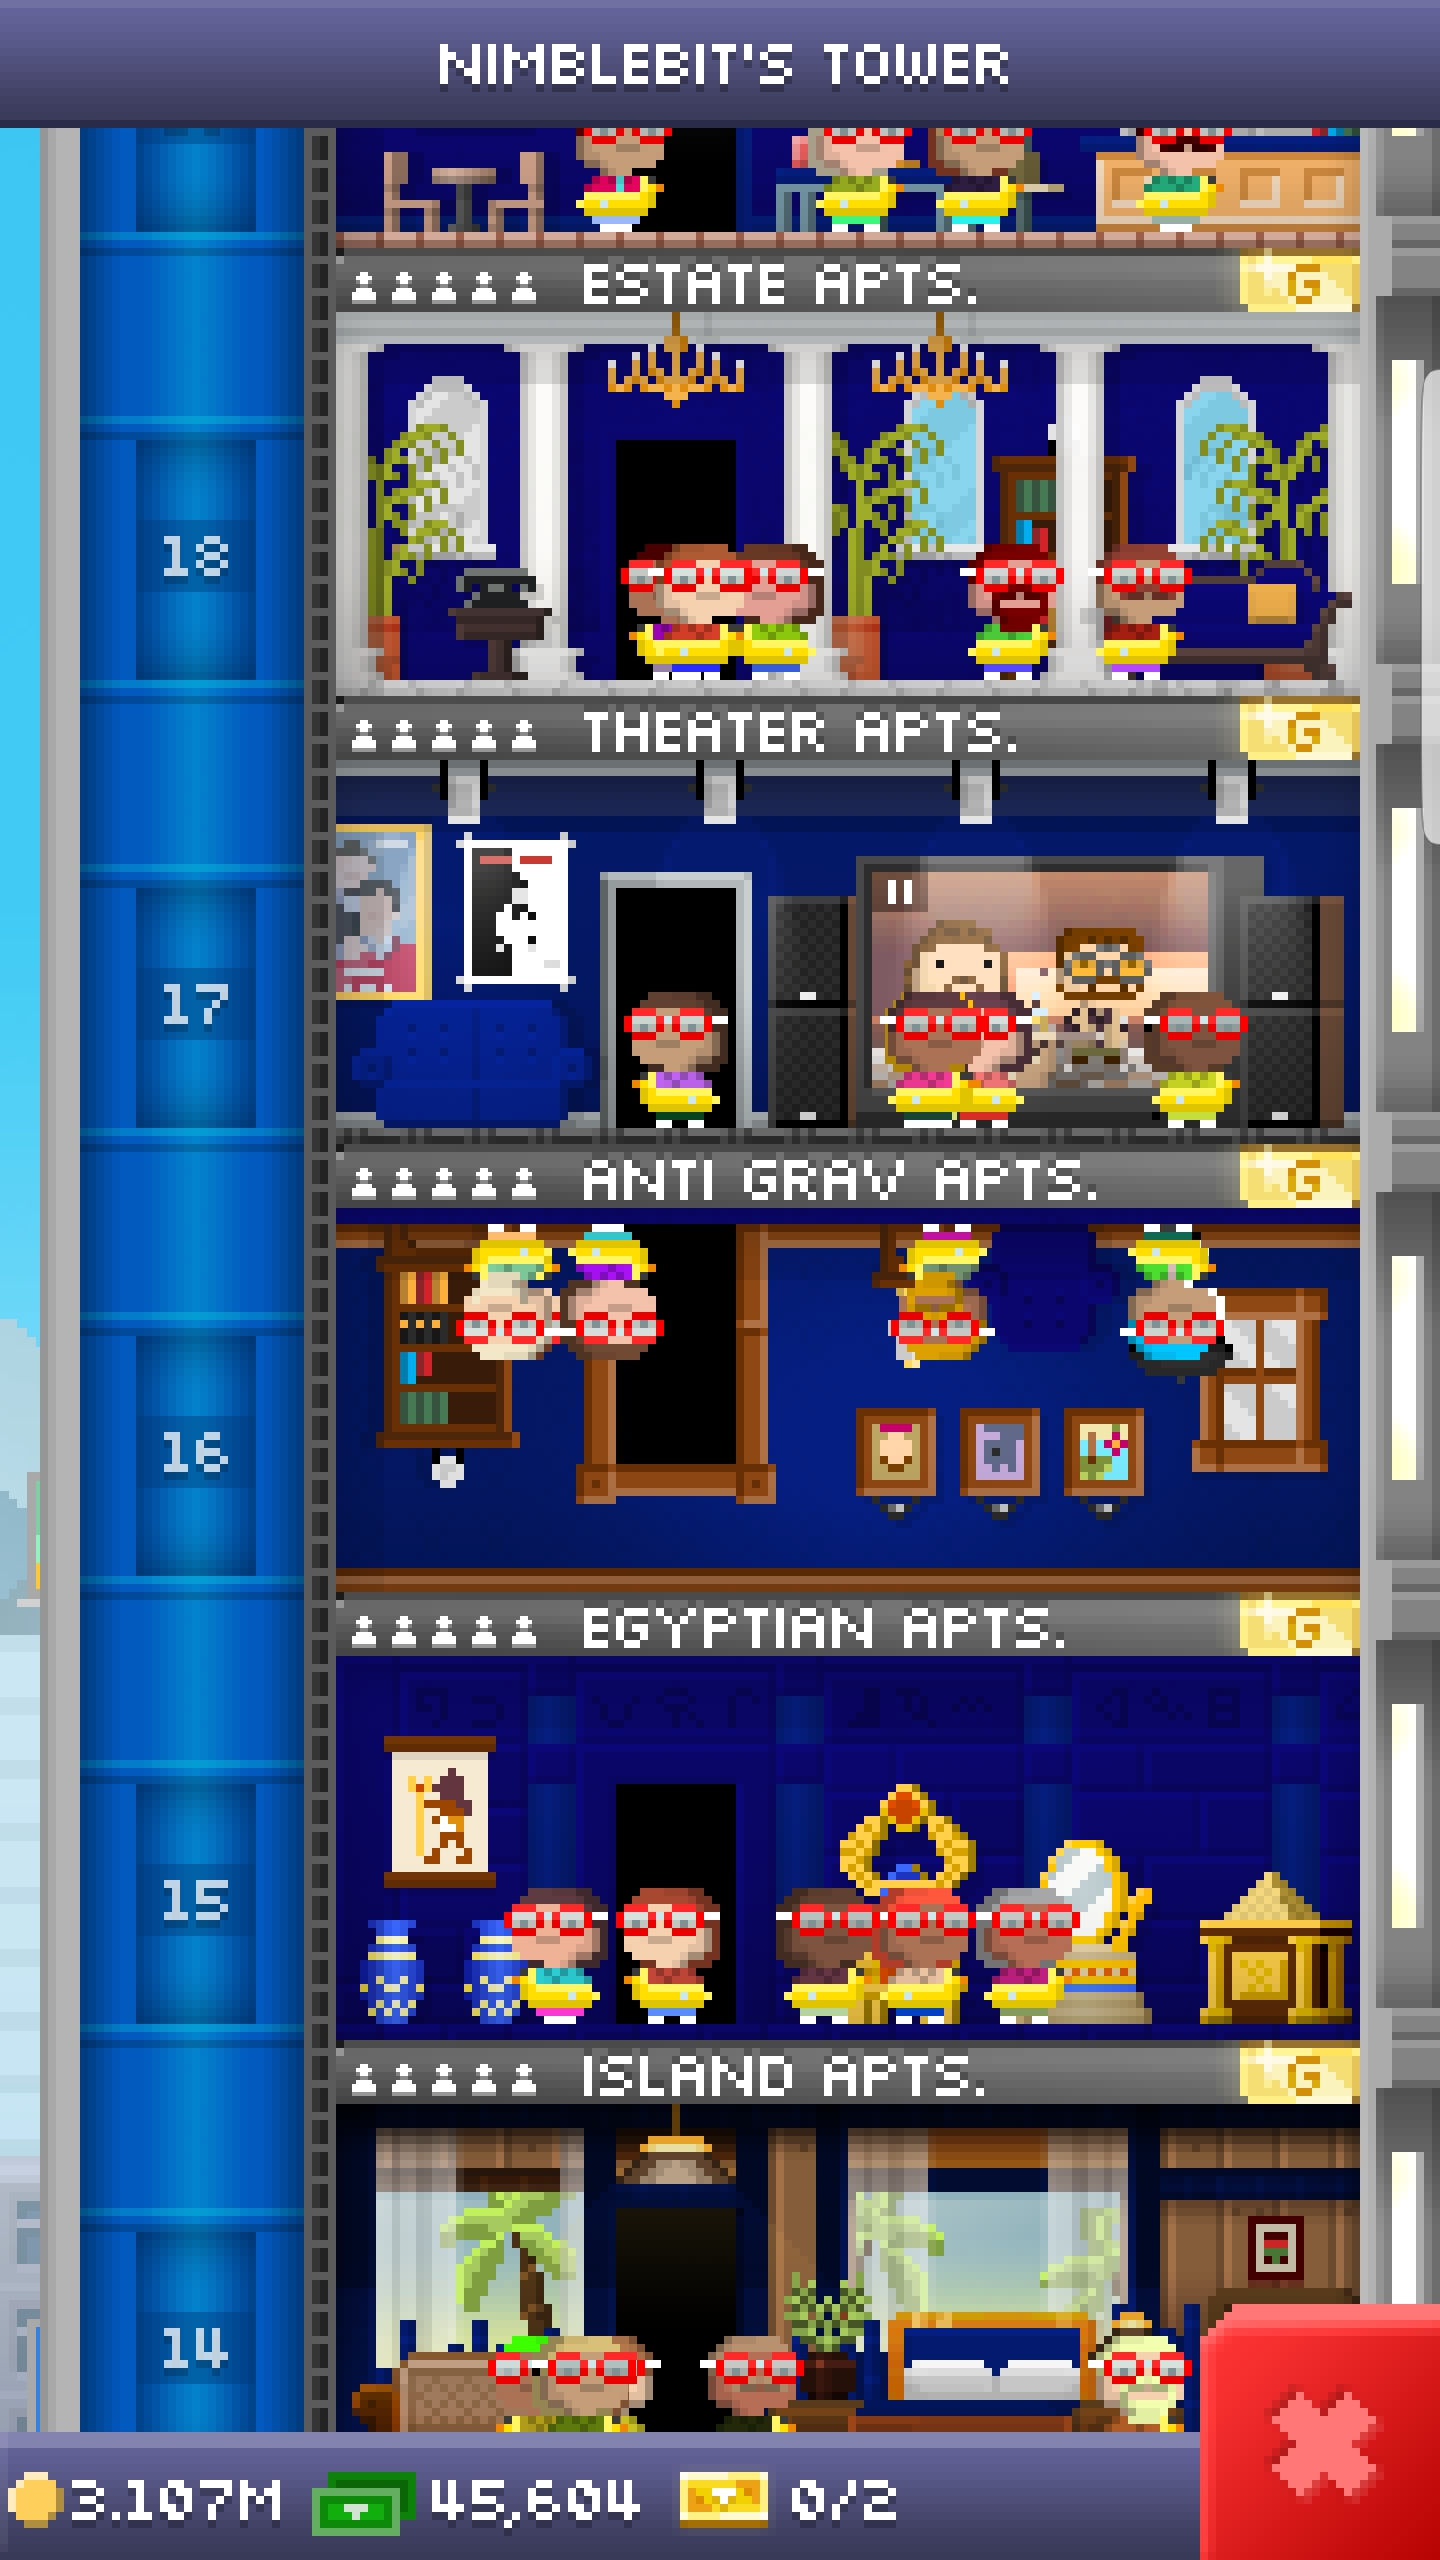 NIMBLEBIT'S TOWER
ESTATE APTS. G
18
THEATER APTS. G
17
ANTI GRAV APTS. G
16
EGYPTIAN APTS. G
15
ISLAND APTS. G
14
3.107M 45,604 0/2